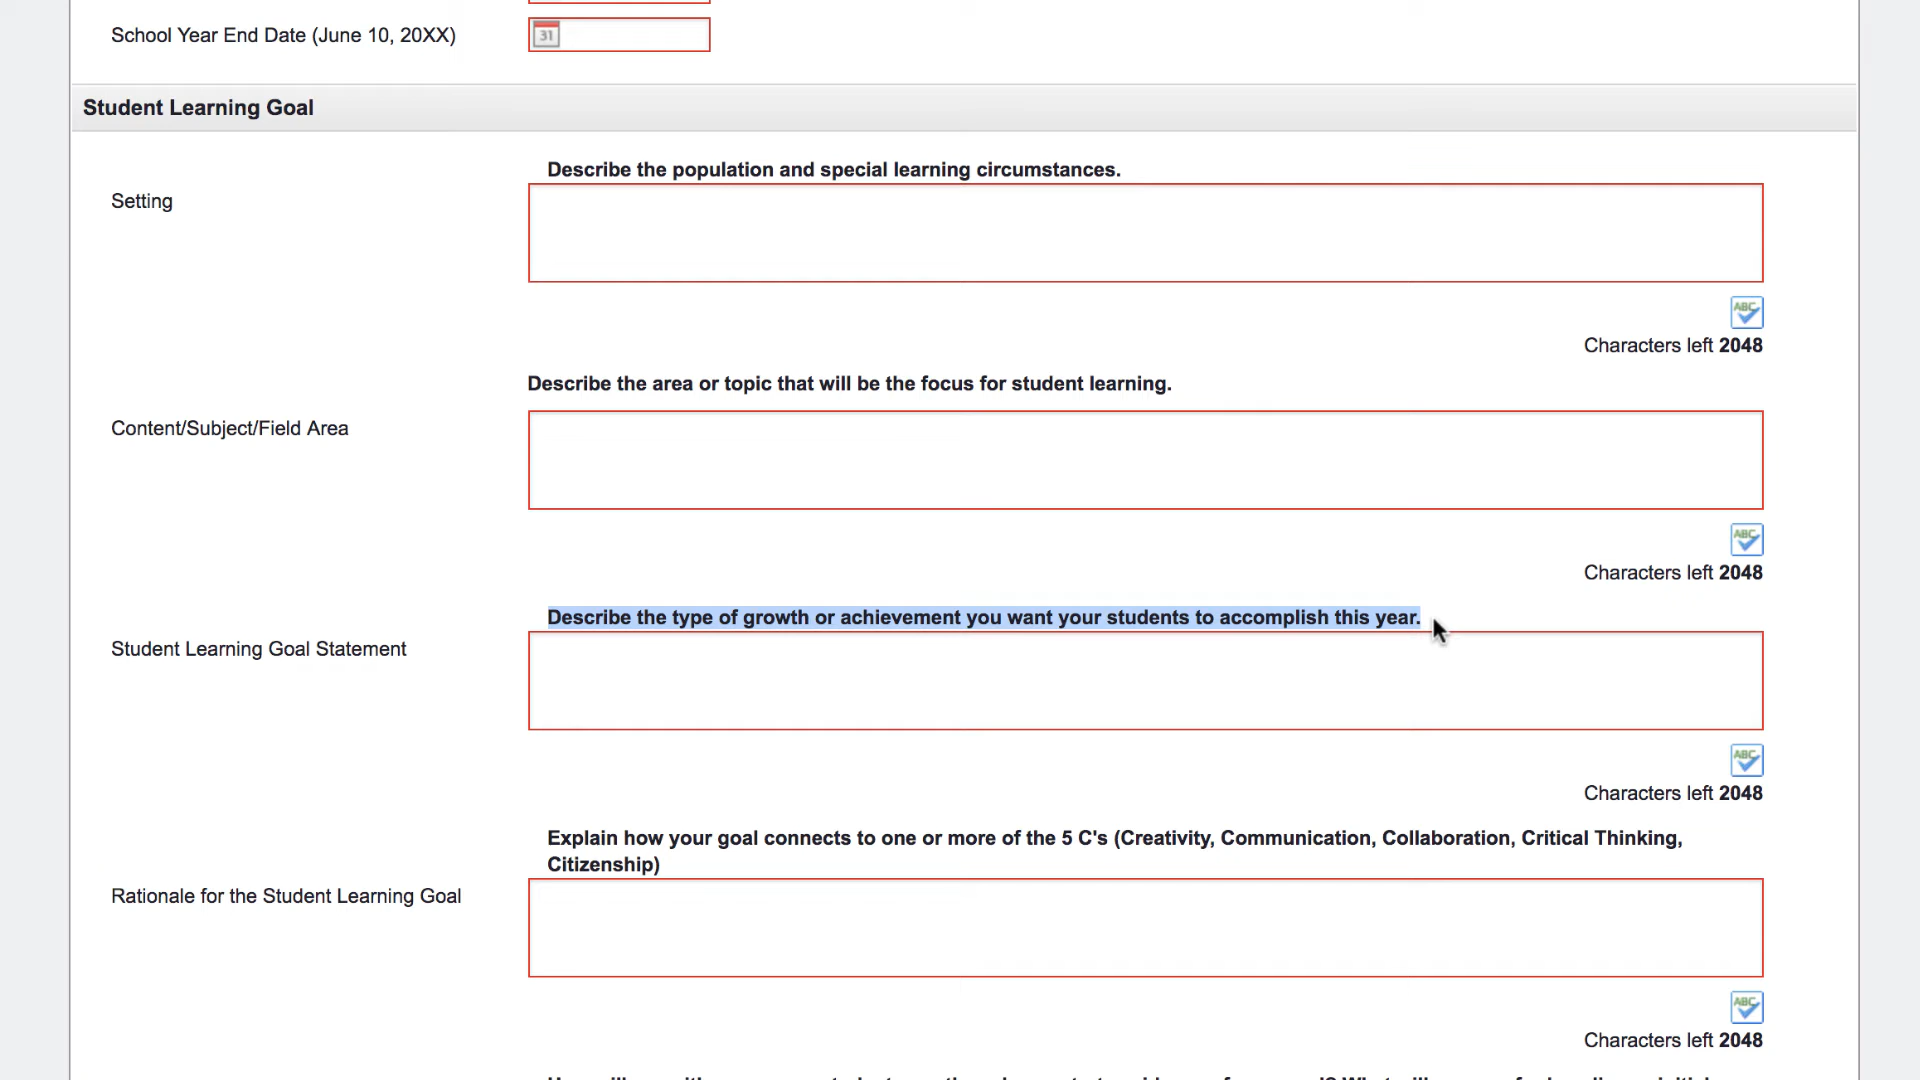 School Year End Date (June 10, 20XX)
31
Student Learning Goal
Describe the population and special learning circumstances.
Setting
ABC
Characters left 2048
Describe the area or topic that will be the focus for student learning.
Content/Subject/Field Area
ABC
Characters left 2048
Describe the type of growth or achievement you want your students to accomplish this year.
Student Learning Goal Statement
ABC
Characters left 2048
Explain how your goal connects to one or more of the 5 C's (Creativity, Communication, Collaboration, Critical Thinking,
Citizenship)
Rationale for the Student Learning Goal
ABC
Characters left 2048